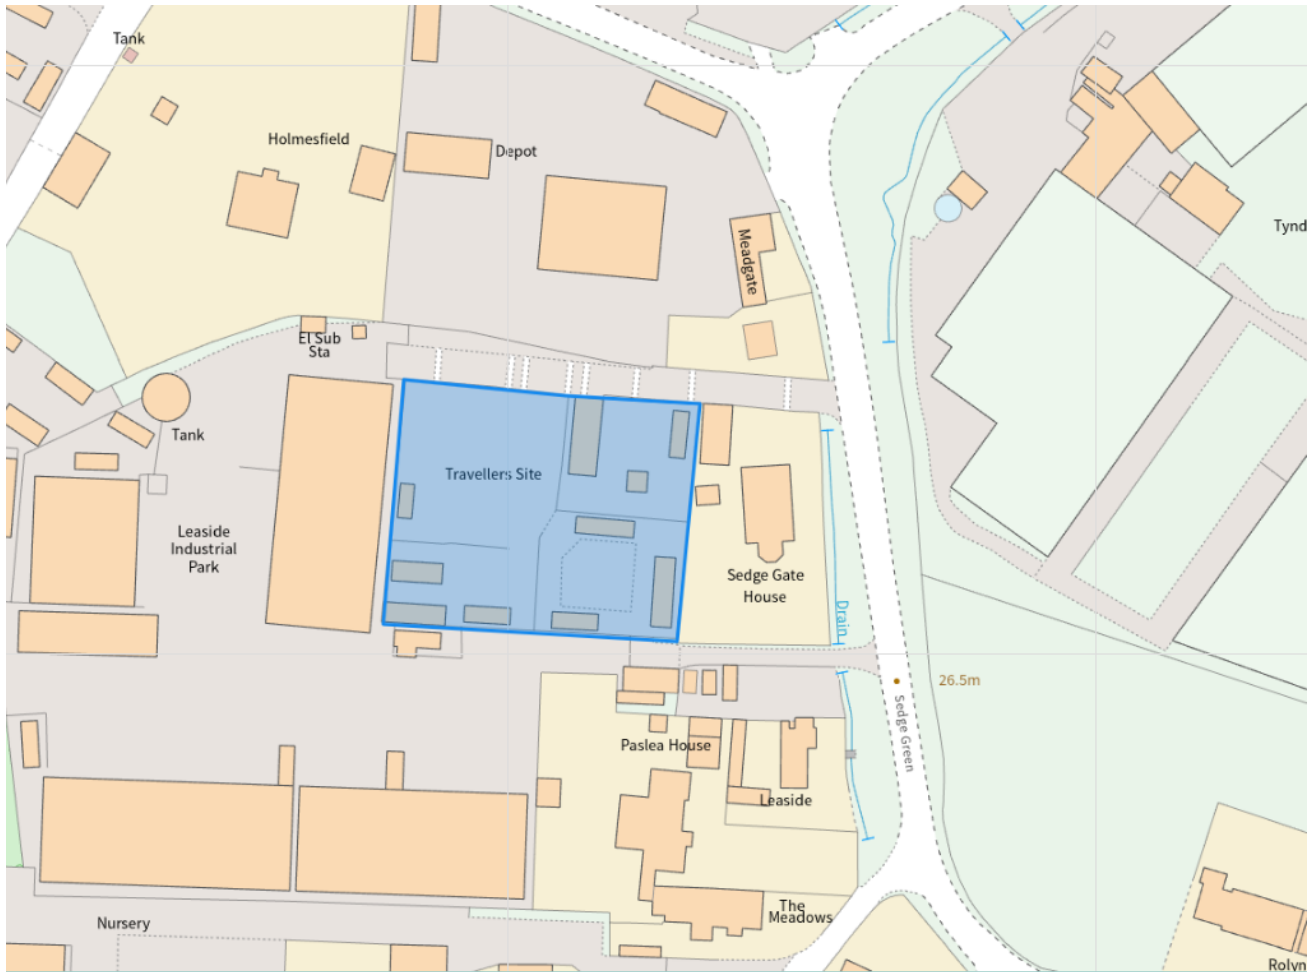 Tank
Holmesfield
Depot
Meadgate
Tynd
El Sub
Sta
Tank
Travellers Site
Leaside
Industrial
Park
Sedge Gate
House
Drain
26.5m
Sedge Green
Paslea House
Leaside
The
Meadows
Nursery
Rolyn